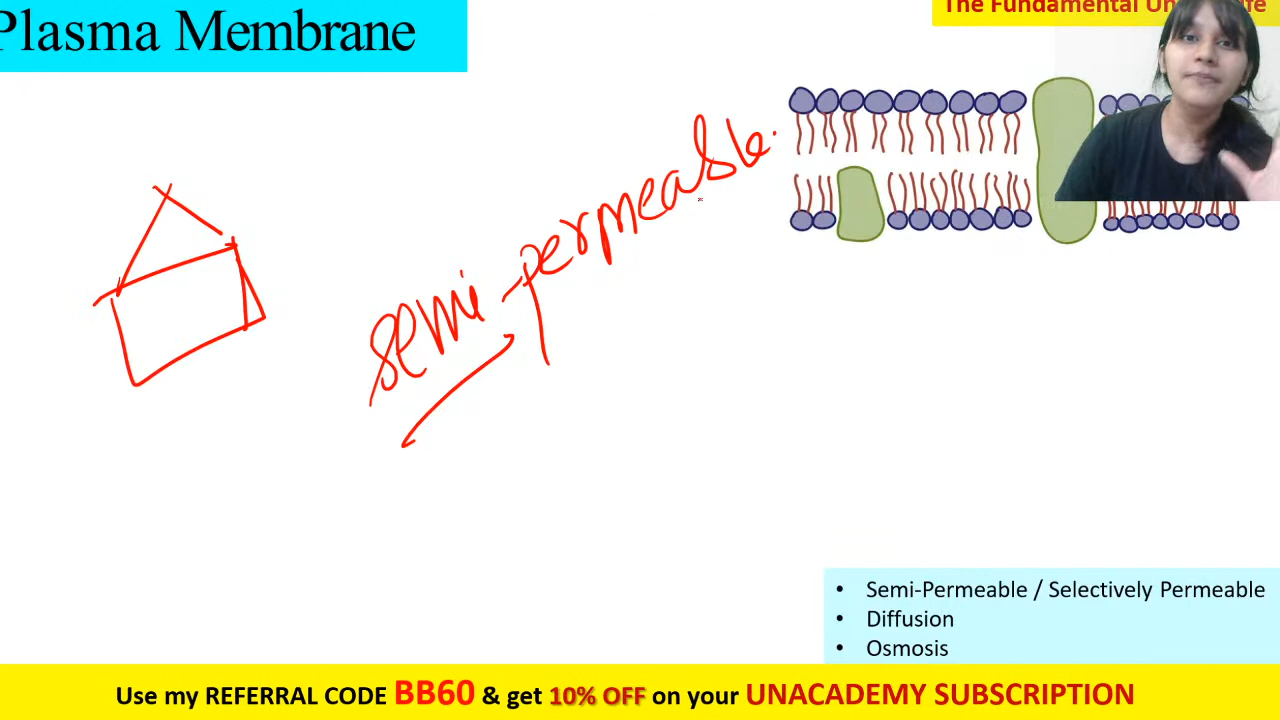 Plasma Membrane
The Fundamental Un
semi-permeable.
• Semi-Permeable / Selectively Permeable
• Diffusion
• Osmosis
Use my REFERRAL CODE BB60 & get 10% OFF on your UNACADEMY SUBSCRIPTION